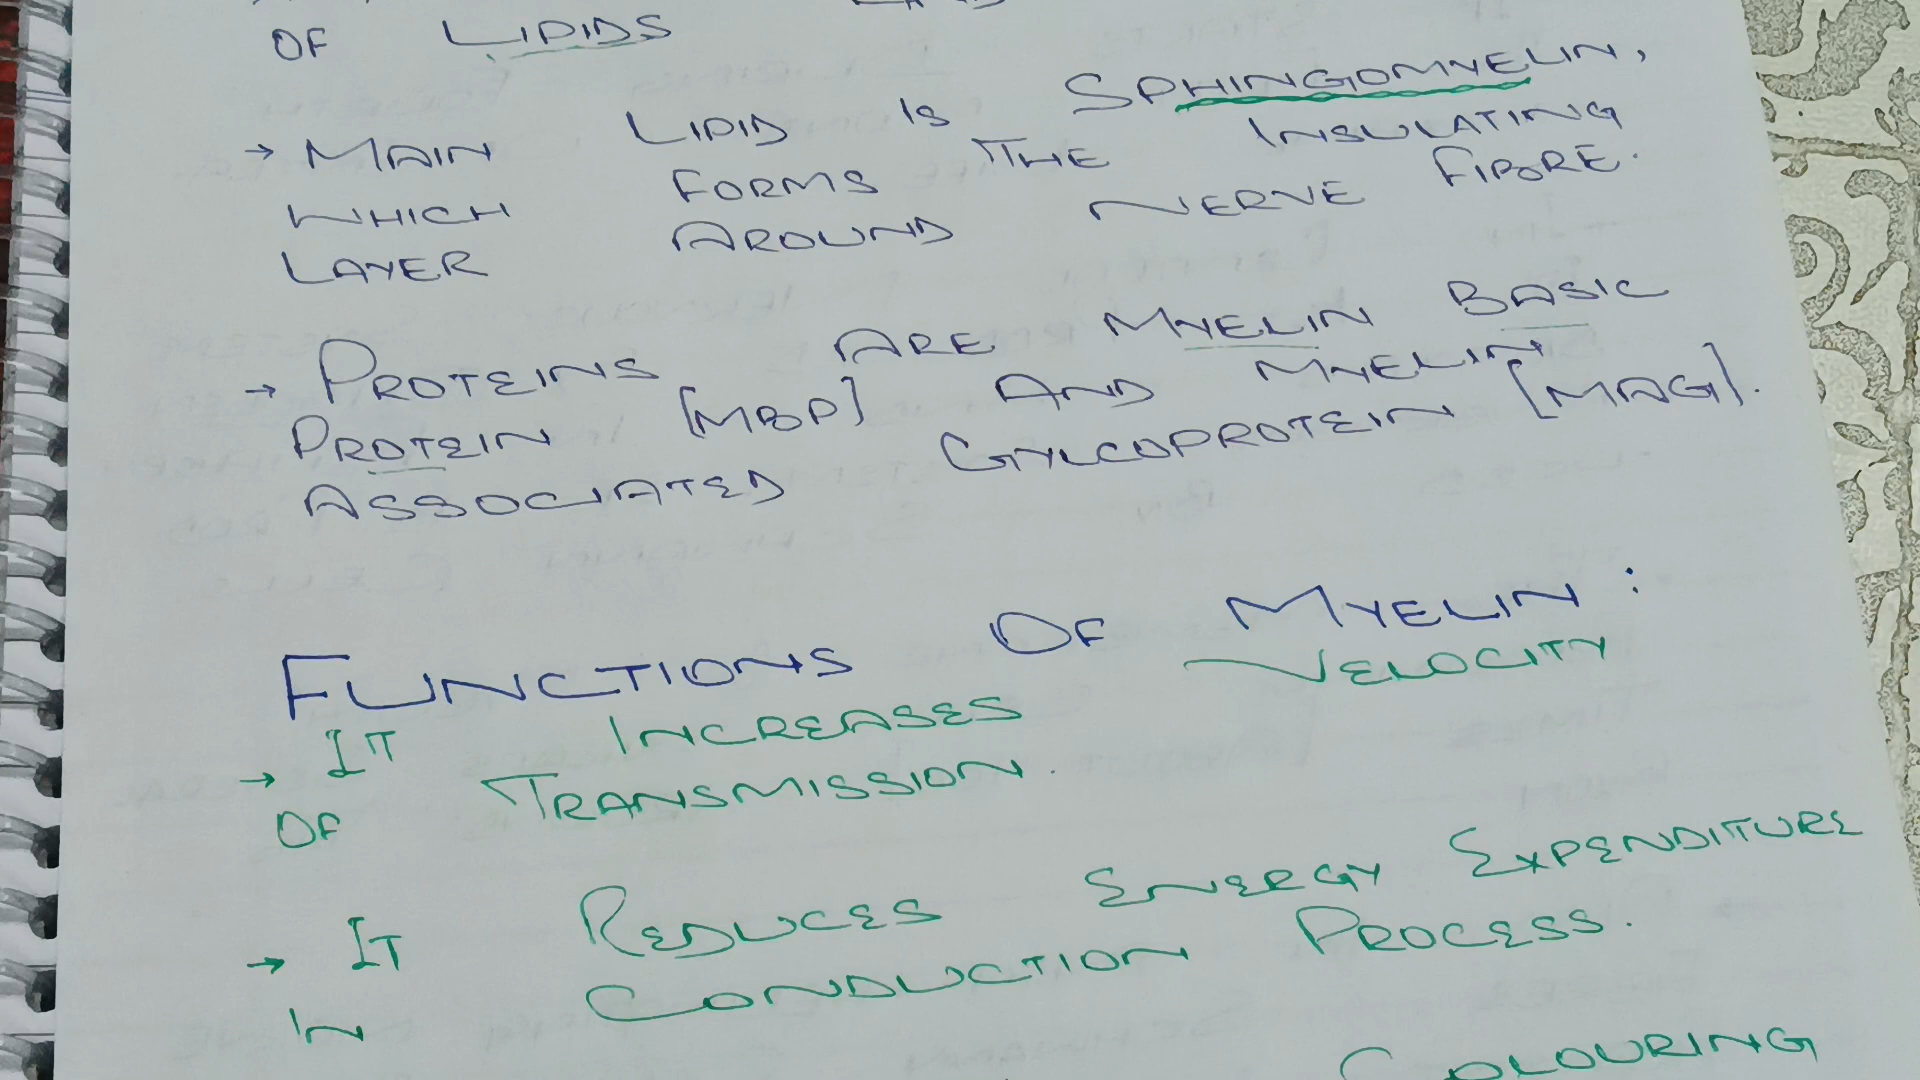 OF LIPIDS
→ MAIN LIPID IS SPHINGOMYELIN,
WHICH FORMS THE INSULATING
LAYER AROUND NERVE FIBRE.
→ PROTEINS ARE MYELIN BASIC
PROTEIN [MBP] AND MYELIN
ASSOCIATED GYLCOPROTEIN [MAG].
FUNCTIONS OF MYELIN:
→ IT INCREASES VELOCITY
OF TRANSMISSION.
→ IT REDUCES ENERGY EXPENDITURE
IN CONDUCTION PROCESS.
COLOURING